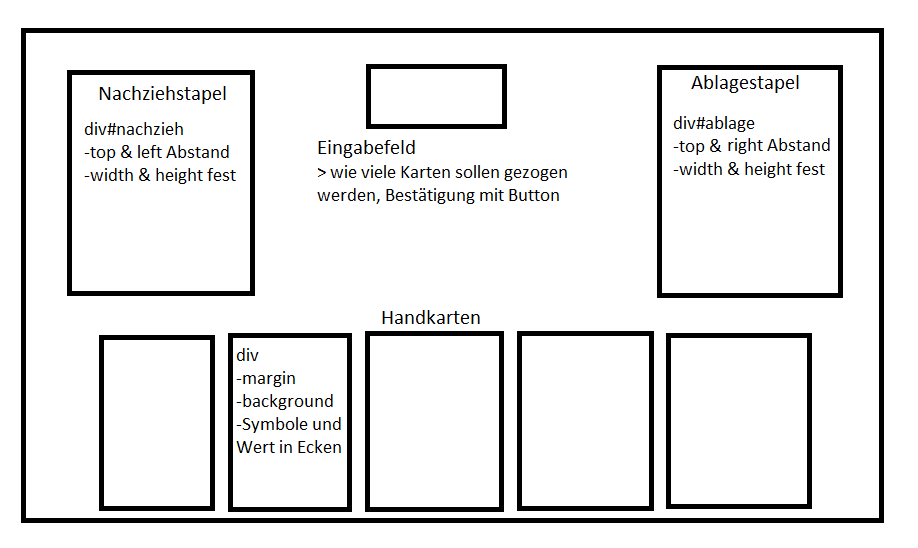 Nachziehstapel
div#nachzieh
-top & left Abstand
-width & height fest
Eingabefeld
> wie viele Karten sollen gezogen
werden, Bestätigung mit Button
Ablagestapel
div#ablage
-top & right Abstand
-width & height fest
Handkarten
div
-margin
-background
-Symbole und
Wert in Ecken